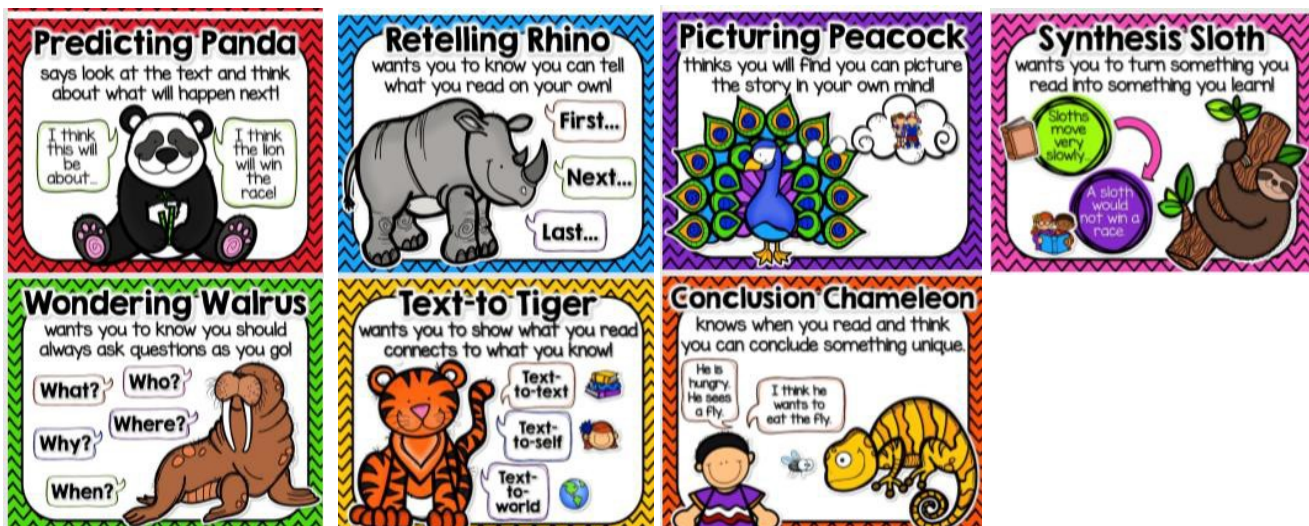 Predicting Panda
says look at the text and think
about what will happen next!
I think
this will
be
about...
I think
the lion
will win
the
race!
Retelling Rhino
wants you to know you can tell
what you read on your own!
First...
Next...
Last...
Picturing Peacock
thinks you will find you can picture
the story in your own mind!
Synthesis Sloth
wants you to turn something you
read into something you learn!
Sloths
move
very
slowly...
A sloth
would
not win a
race.
Wondering Walrus
wants you to know you should
always ask questions as you go!
What?
Who?
Where?
Why?
When?
Text-to Tiger
wants you to show what you read
connects to what you know!
Text-
to-text
Text-
to-self
Text-
to-
world
Conclusion Chameleon
knows when you read and think
you can conclude something unique.
He is
hungry.
He sees
a fly.
I think he
wants to
eat the fly.